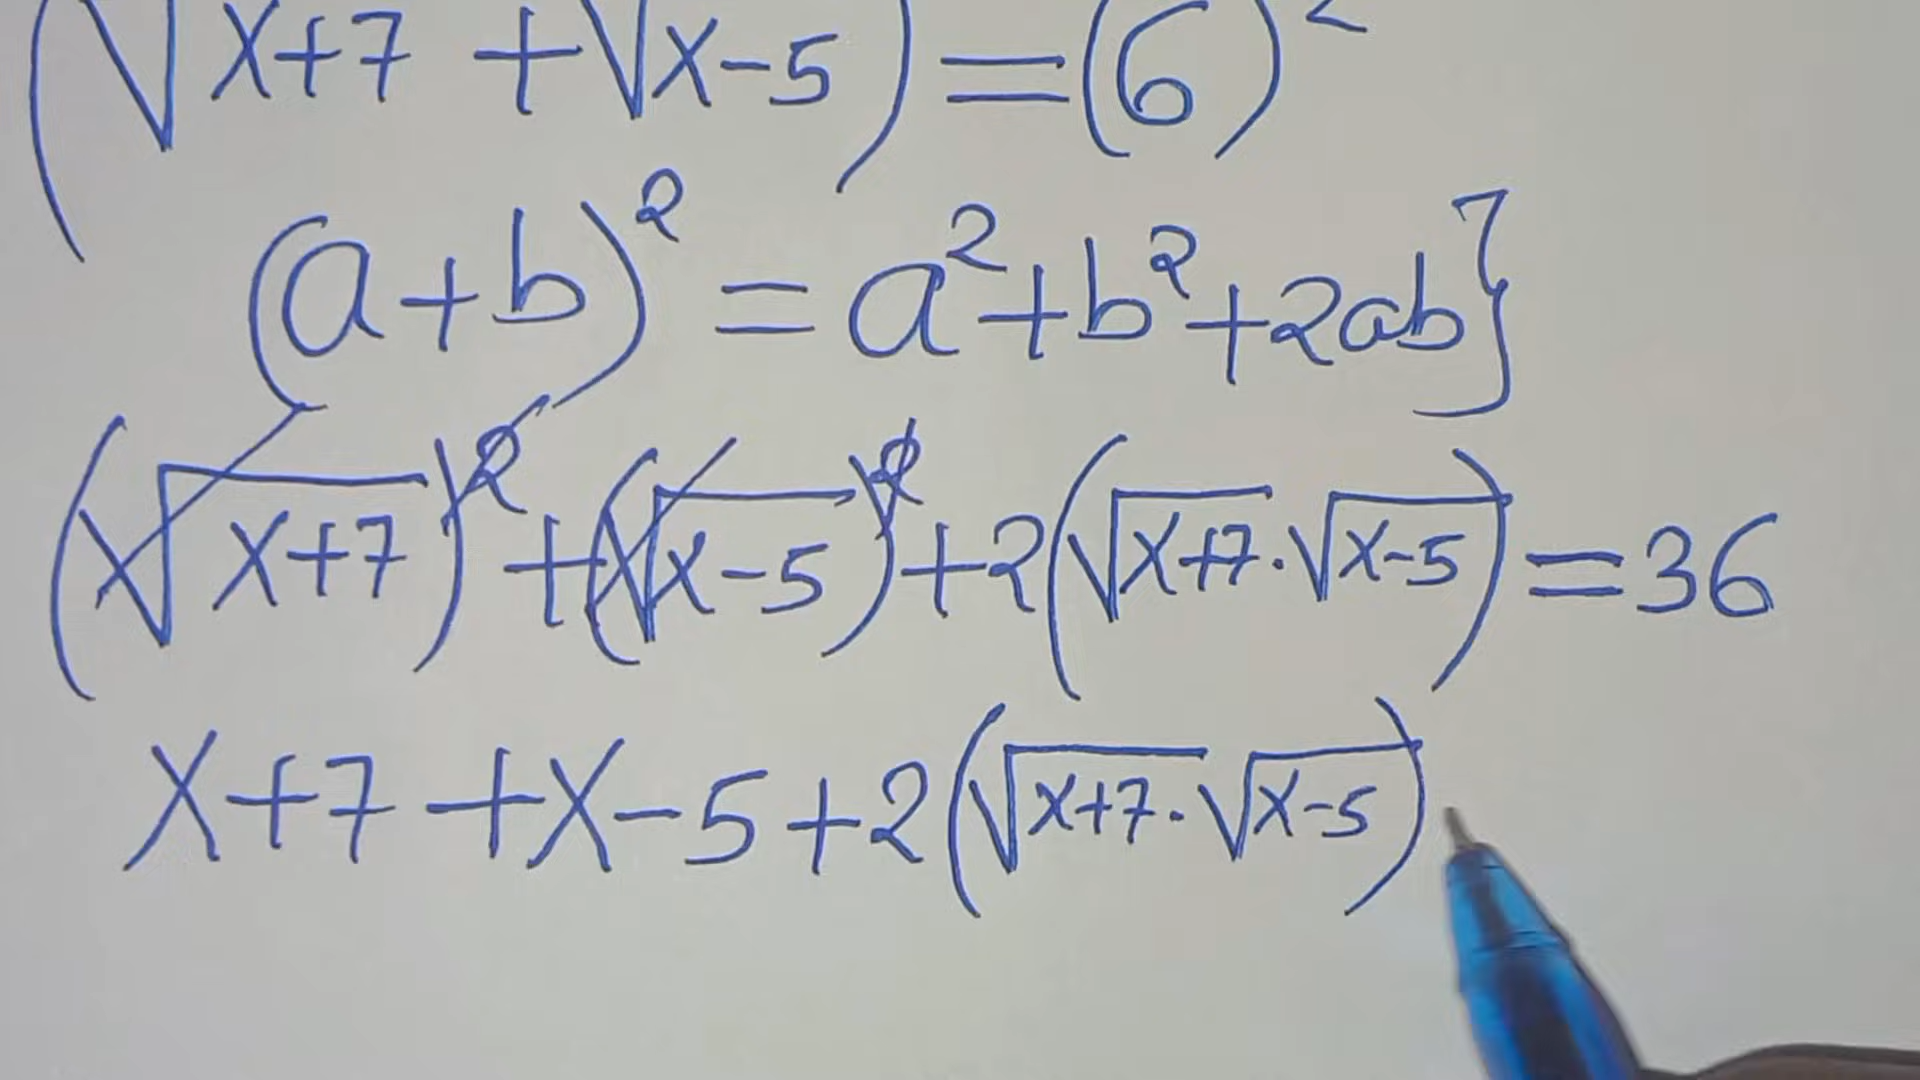 (√x+7 + √x-5) = (6)²
(a+b)² = a²+b²+2ab}
(√x+7)² + (√x-5)² + 2(√x+7·√x-5) = 36
x+7+x-5+2(√x+7·√x-5)